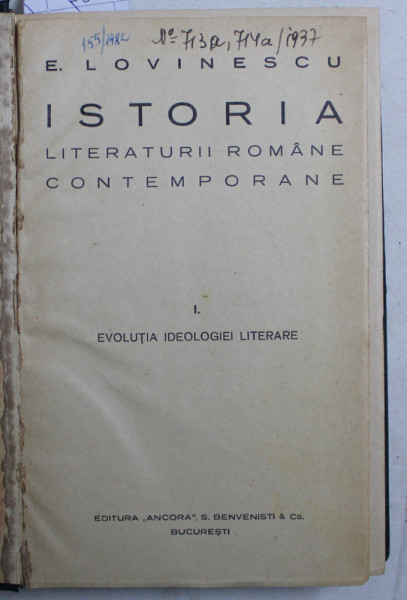 155/1982
No 713a, 714a/1937
E. LOVINESCU
ISTORIA
LITERATURII ROMÂNE
CONTEMPORANE
I.
EVOLUȚIA IDEOLOGIEI LITERARE
EDITURA „ANCORA”, S. BENVENISTI & Co.
BUCUREȘTI